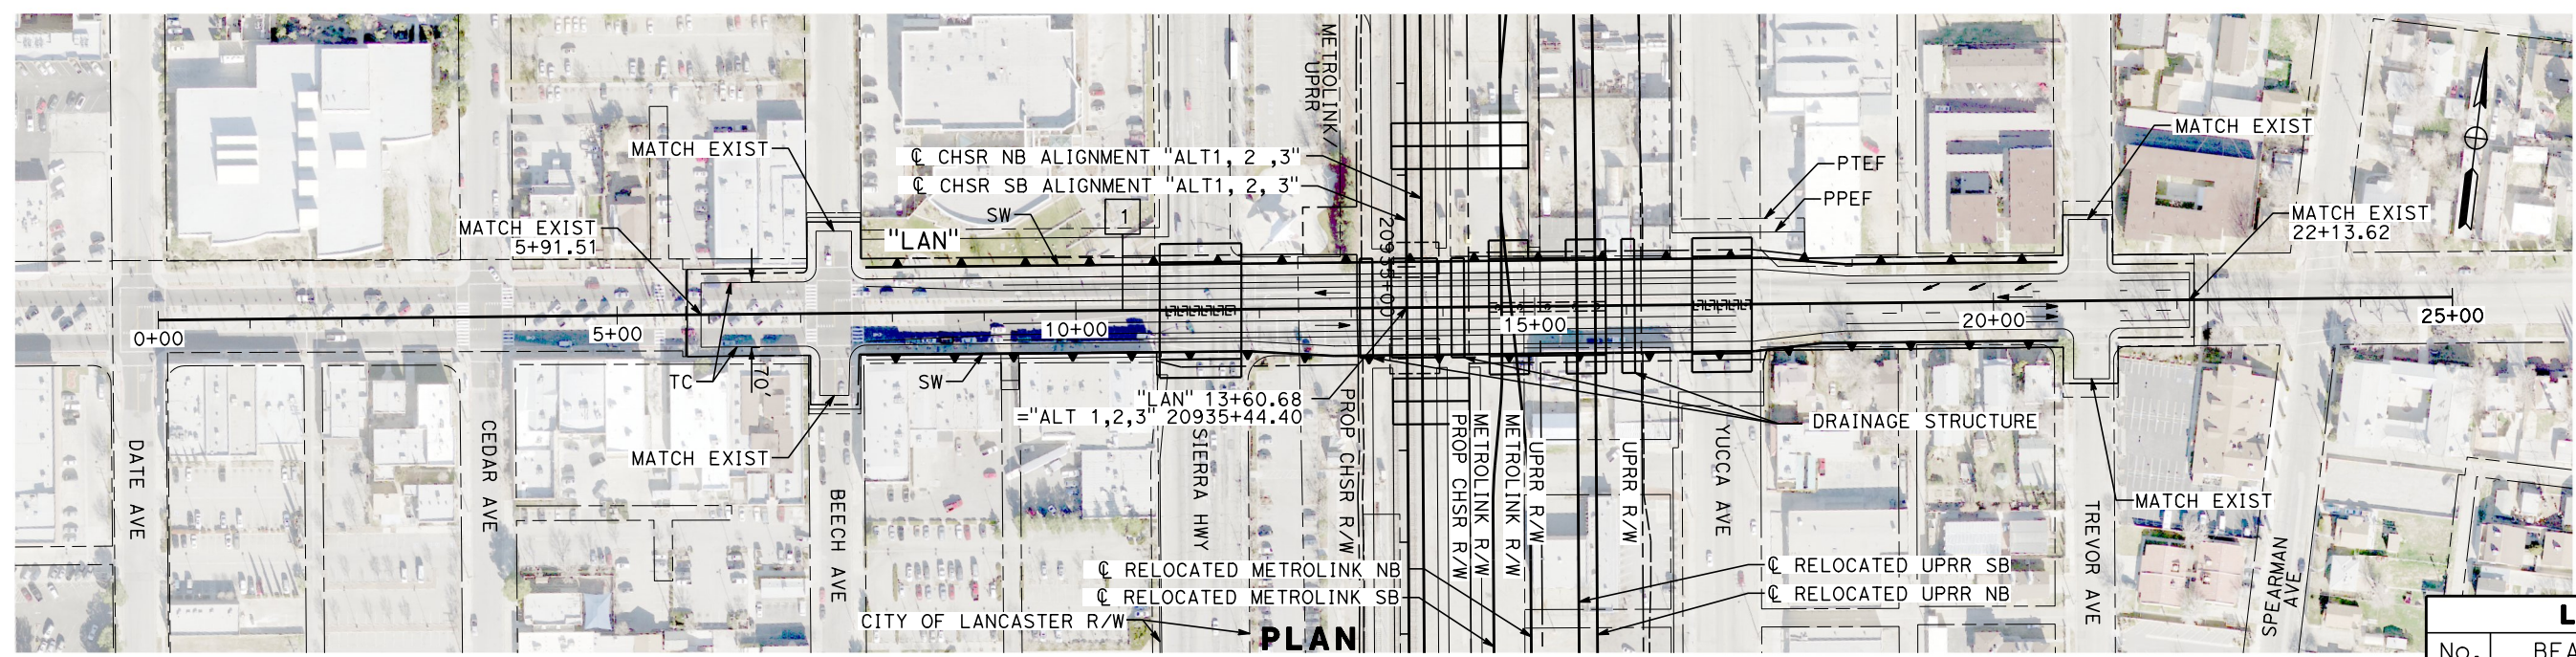 METROLINK/
UPRR
MATCH EXIST
MATCH EXIST
℄ CHSR NB ALIGNMENT "ALT1, 2 ,3"
℄ CHSR SB ALIGNMENT "ALT1, 2, 3"
PTEF
PPEF
SW
1
MATCH EXIST
5+91.51
"LAN"
20935+00
MATCH EXIST
22+13.62
0+00
5+00
10+00
15+00
20+00
25+00
TC
70'
SW
"LAN" 13+60.68
="ALT 1,2,3" 20935+44.40
DRAINAGE STRUCTURE
MATCH EXIST
MATCH EXIST
DATE AVE
CEDAR AVE
BEECH AVE
SIERRA HWY
PROP CHSR R/W
PROP CHSR R/W
METROLINK R/W
METROLINK R/W
UPRR R/W
UPRR R/W
YUCCA AVE
TREVOR AVE
SPEARMAN
AVE
℄ RELOCATED METROLINK NB
℄ RELOCATED METROLINK SB
℄ RELOCATED UPRR SB
℄ RELOCATED UPRR NB
CITY OF LANCASTER R/W
PLAN
L
No.
BEA